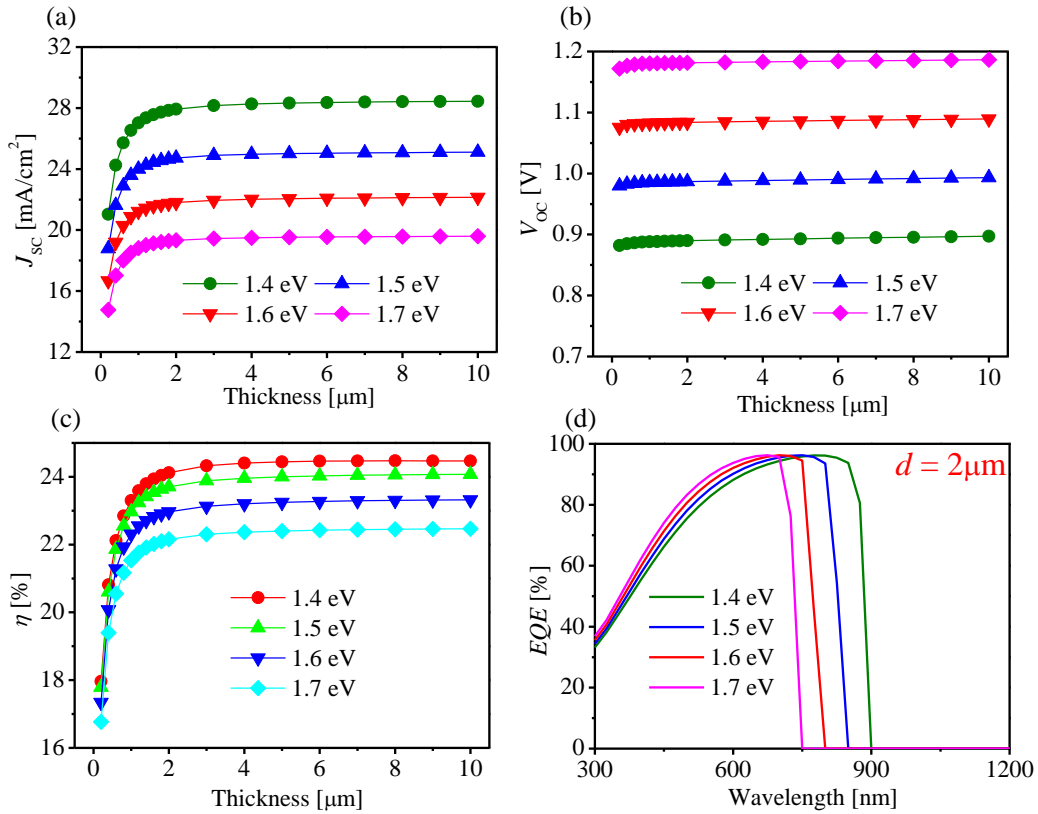 (a)
32
28
24
20
16
12
J_SC [mA/cm²]
1.4 eV 1.5 eV
1.6 eV 1.7 eV
0 2 4 6 8 10
Thickness [μm]
(b)
1.2
1.1
1.0
0.9
0.8
0.7
V_OC [V]
1.4 eV 1.5 eV
1.6 eV 1.7 eV
0 2 4 6 8 10
Thickness [μm]
(c)
24
22
20
18
16
η [%]
1.4 eV
1.5 eV
1.6 eV
1.7 eV
0 2 4 6 8 10
Thickness [μm]
(d)
100
80
60
40
20
0
EQE [%]
d = 2μm
1.4 eV
1.5 eV
1.6 eV
1.7 eV
300 600 900 1200
Wavelength [nm]